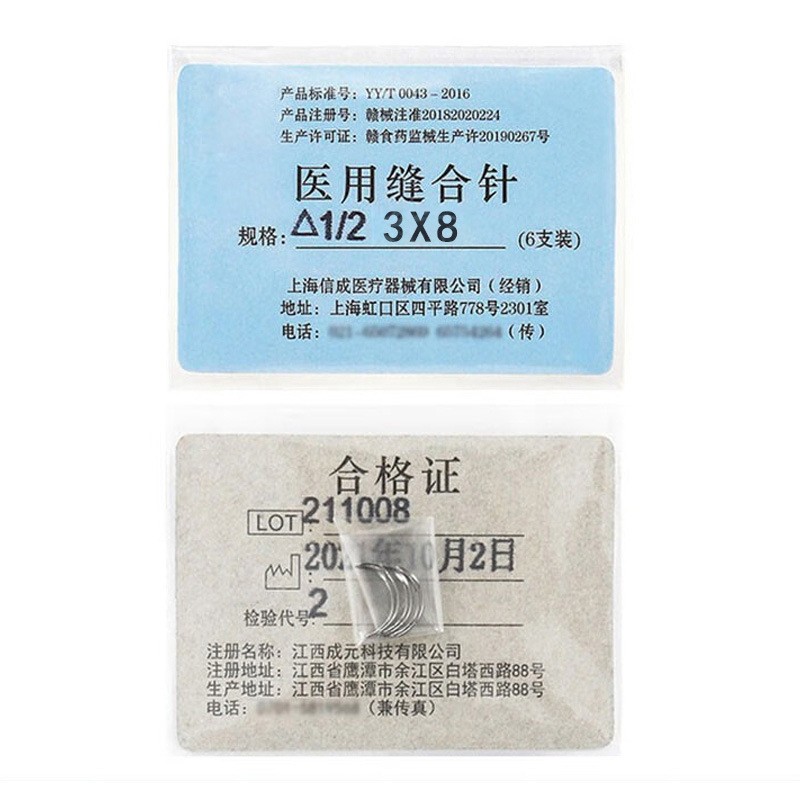 产品标准号：YY/T 0043－2016
产品注册号：赣械注准20182020224
生产许可证：赣食药监械生产许20190267号
医用缝合针
规格：△1/2 3X8 (6支装)
上海信成医疗器械有限公司（经销）
地址：上海虹口区四平路778号2301室
电话：（传）
合格证
LOT 211008
2021年10月2日
检验代号：2
注册名称：江西成元科技有限公司
注册地址：江西省鹰潭市余江区白塔西路88号
生产地址：江西省鹰潭市余江区白塔西路88号
电话：（兼传真）